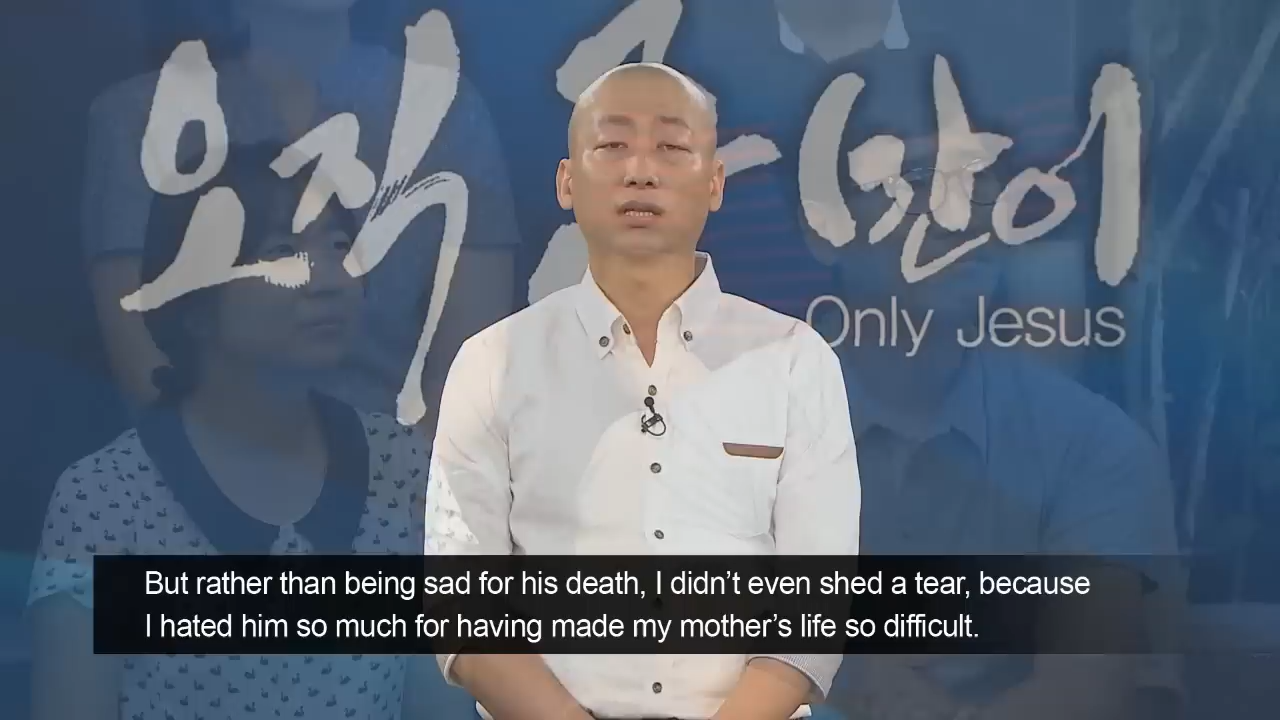 오직 주만이
Only Jesus
But rather than being sad for his death, I didn't even shed a tear, because
I hated him so much for having made my mother's life so difficult.